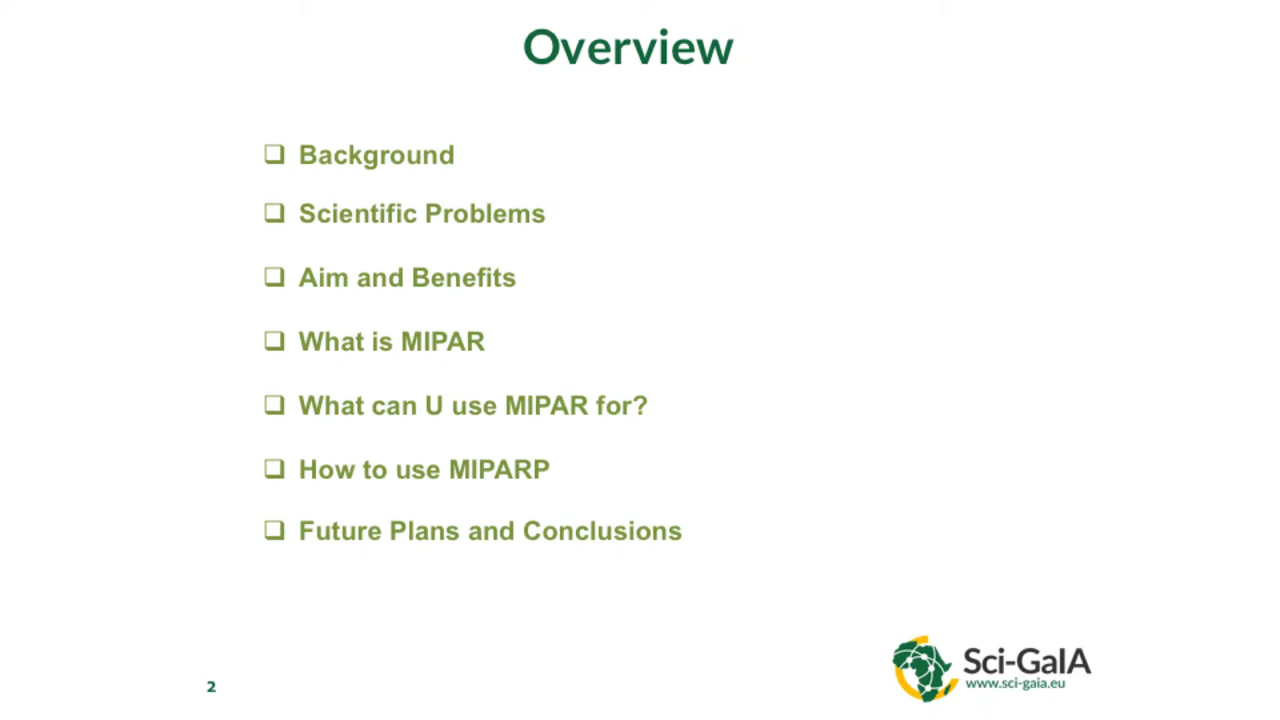 Overview
Background
Scientific Problems
Aim and Benefits
What is MIPAR
What can U use MIPAR for?
How to use MIPARP
Future Plans and Conclusions
2
Sci-GaIA
www.sci-gaia.eu